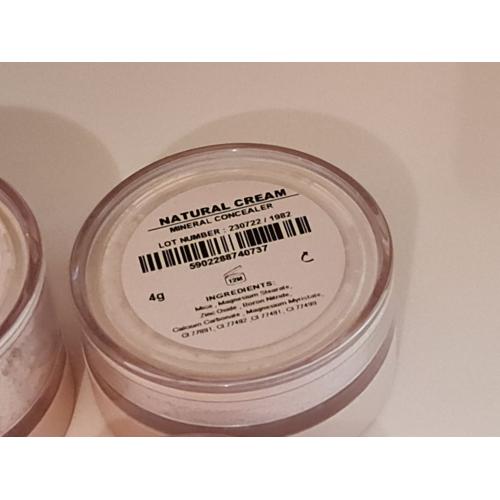 NATURAL CREAM
MINERAL CONCEALER
LOT NUMBER : 230722 / 1982
5902288740737
12M
4g
INGREDIENTS:
Mica , Magnesium Stearate,
Zinc Oxide , Boron Nitride,
Calcium Carbonate , Magnesium Myristate,
CI 77891, CI 77492 ,CI 77491, CI 77499